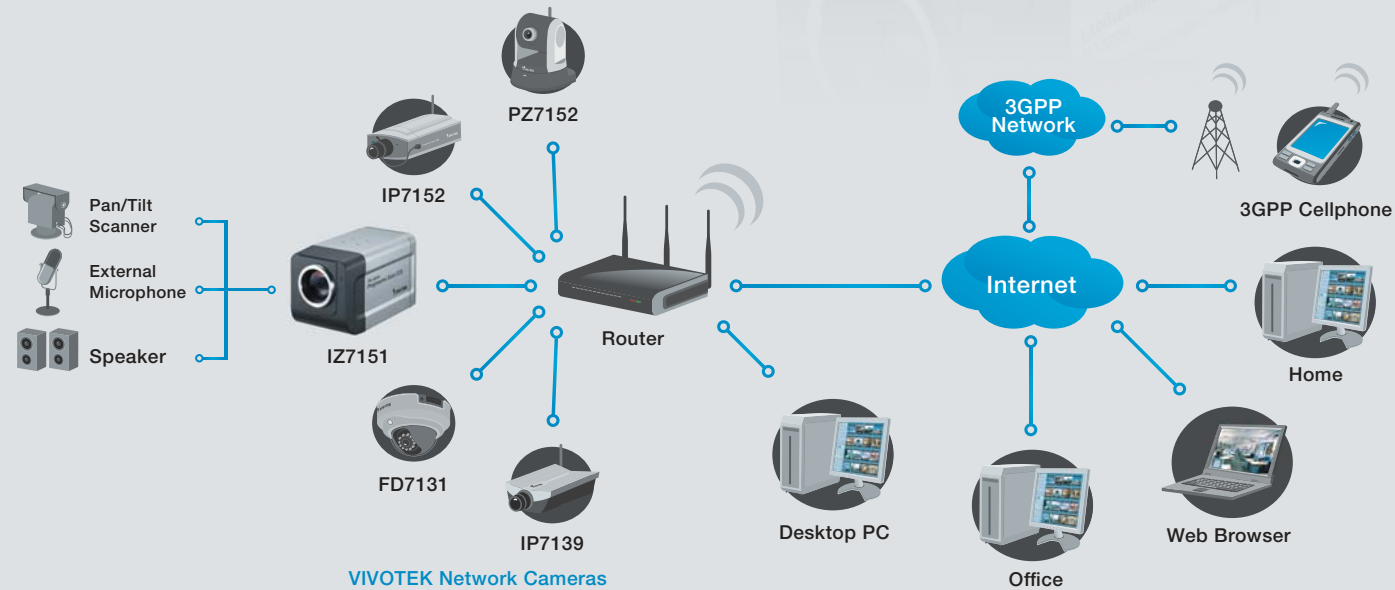 PZ7152
IP7152
Pan/Tilt
Scanner
External
Microphone
Speaker
IZ7151
FD7131
IP7139
VIVOTEK Network Cameras
Router
Desktop PC
3GPP
Network
3GPP Cellphone
Internet
Home
Web Browser
Office